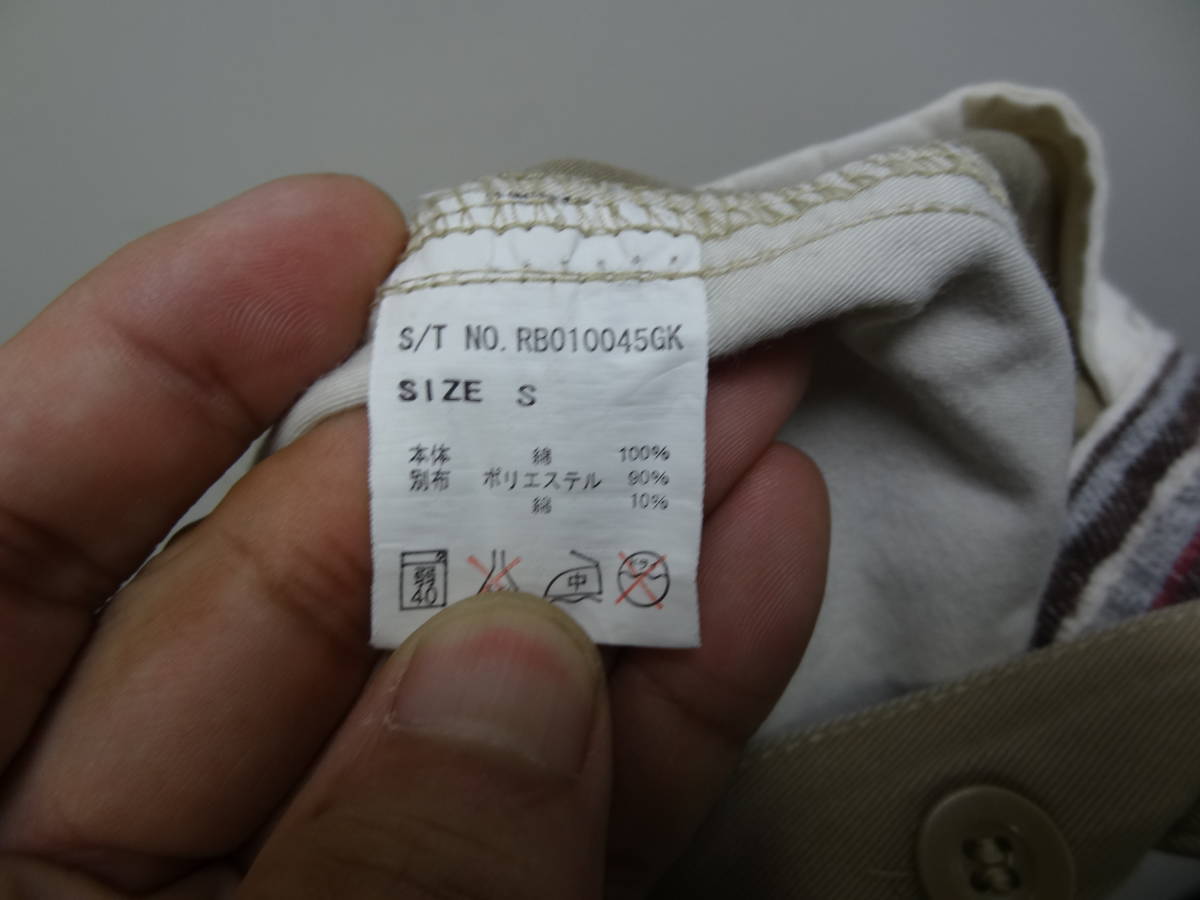 S/T NO. RB010045GK
SIZE S
本体 綿 100%
別布 ポリエステル 90%
綿 10%
40
中